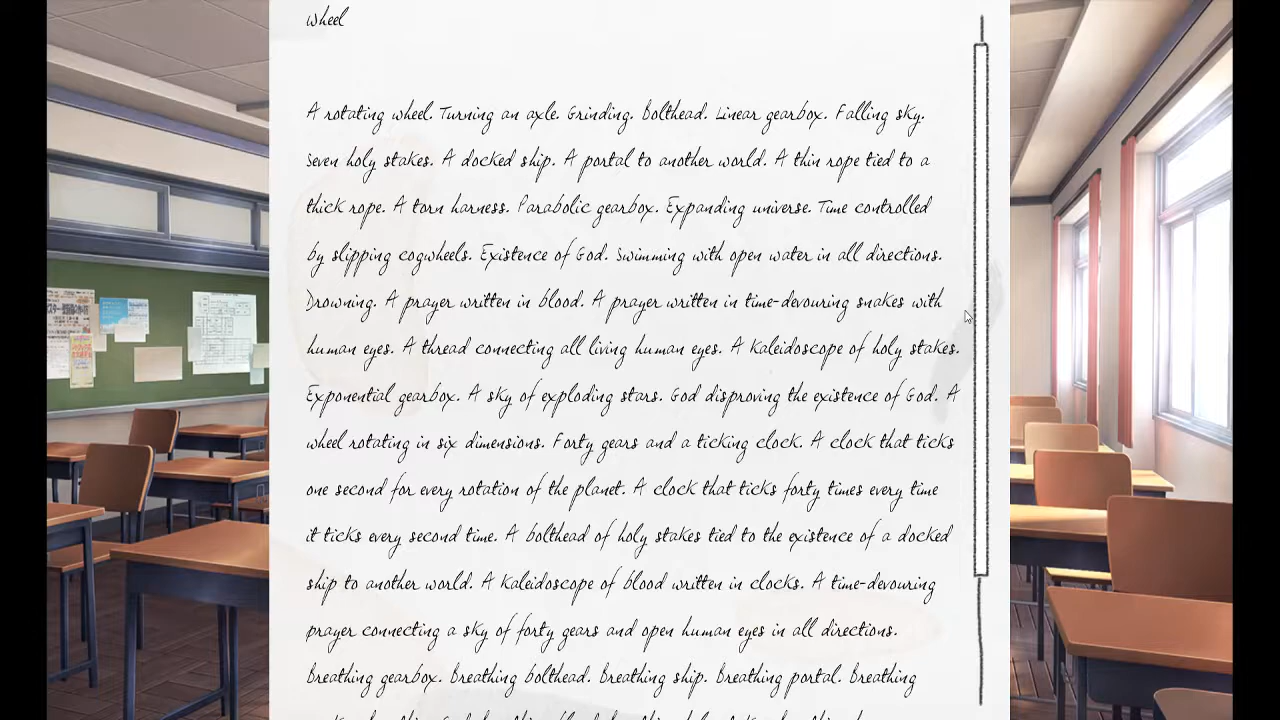 wheel
A rotating wheel. Turning an axle. Grinding. Bolthead. Linear gearbox. Falling sky.
Seven holy stakes. A docked ship. A portal to another world. A thin rope tied to a
thick rope. A torn harness. Parabolic gearbox. Expanding universe. Time controlled
by slipping cogwheels. Existence of God. Swimming with open water in all directions.
Drowning. A prayer written in blood. A prayer written in time-devouring snakes with
human eyes. A thread connecting all living human eyes. A kaleidoscope of holy stakes.
Exponential gearbox. A sky of exploding stars. God disproving the existence of God. A
wheel rotating in six dimensions. Forty gears and a ticking clock. A clock that ticks
one second for every rotation of the planet. A clock that ticks forty times every time
it ticks every second time. A bolthead of holy stakes tied to the existence of a docked
ship to another world. A kaleidoscope of blood written in clocks. A time-devouring
prayer connecting a sky of forty gears and open human eyes in all directions.
Breathing gearbox. Breathing bolthead. Breathing ship. Breathing portal. Breathing